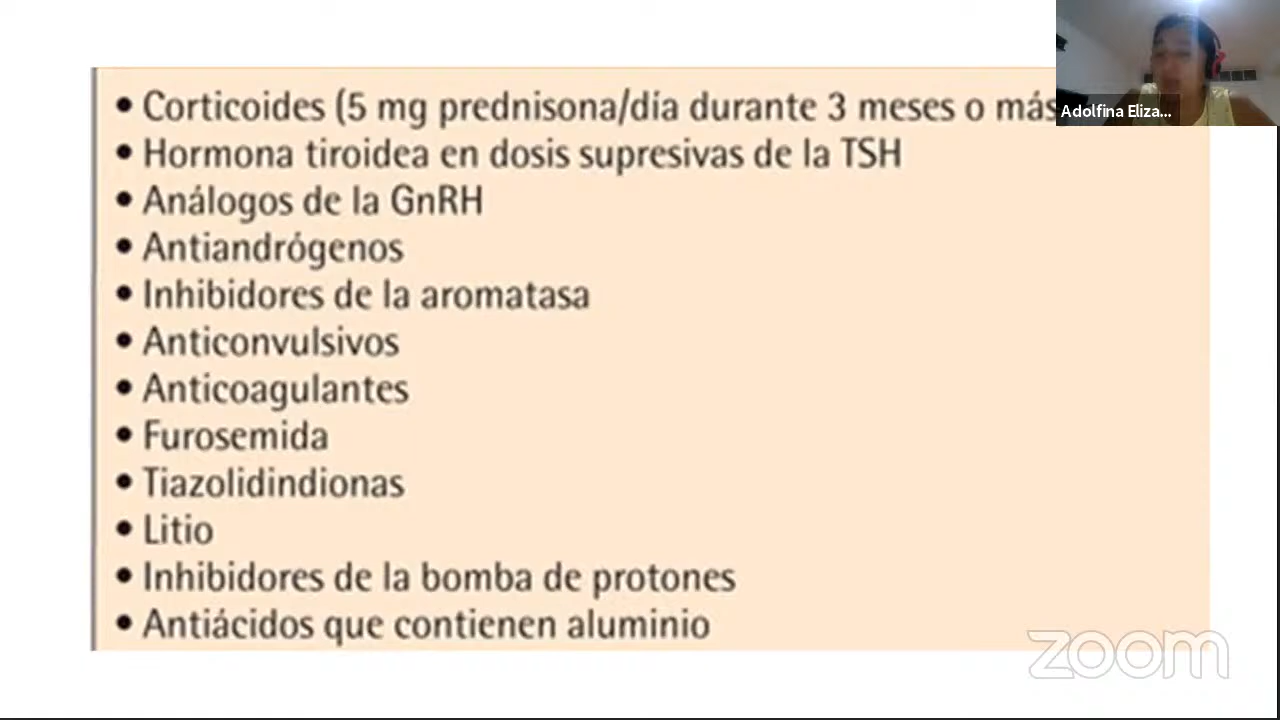 • Corticoides (5 mg prednisona/día durante 3 meses o más
• Hormona tiroidea en dosis supresivas de la TSH
• Análogos de la GnRH
• Antiandrógenos
• Inhibidores de la aromatasa
• Anticonvulsivos
• Anticoagulantes
• Furosemida
• Tiazolidindionas
• Litio
• Inhibidores de la bomba de protones
• Antiácidos que contienen aluminio
Adolfina Eliza...
zoom